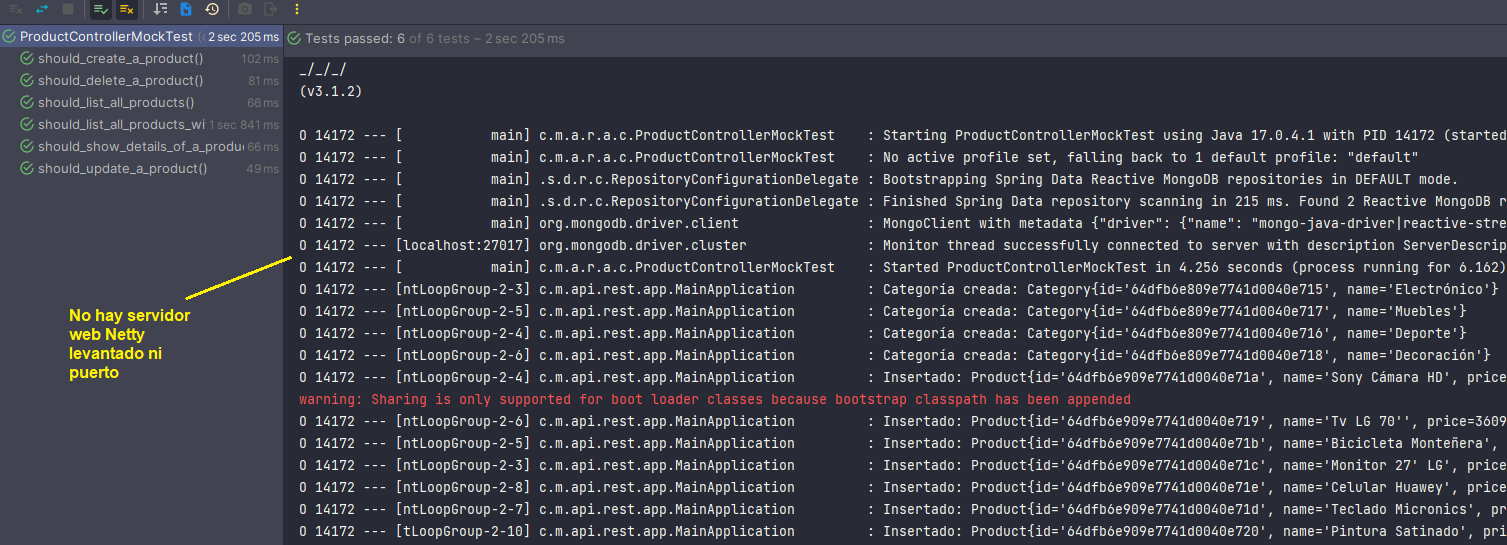 ProductControllerMockTest (c 2 sec 205 ms
should_create_a_product() 102 ms
should_delete_a_product() 81 ms
should_list_all_products() 66 ms
should_list_all_products_wi 1 sec 841 ms
should_show_details_of_a_produc 66 ms
should_update_a_product() 49 ms
Tests passed: 6 of 6 tests – 2 sec 205 ms
_/_/_/
(v3.1.2)
O 14172 --- [           main] c.m.a.r.a.c.ProductControllerMockTest    : Starting ProductControllerMockTest using Java 17.0.4.1 with PID 14172 (started
O 14172 --- [           main] c.m.a.r.a.c.ProductControllerMockTest    : No active profile set, falling back to 1 default profile: "default"
O 14172 --- [           main] .s.d.r.c.RepositoryConfigurationDelegate : Bootstrapping Spring Data Reactive MongoDB repositories in DEFAULT mode.
O 14172 --- [           main] .s.d.r.c.RepositoryConfigurationDelegate : Finished Spring Data repository scanning in 215 ms. Found 2 Reactive MongoDB r
O 14172 --- [           main] org.mongodb.driver.client                : MongoClient with metadata {"driver": {"name": "mongo-java-driver|reactive-stre
O 14172 --- [localhost:27017] org.mongodb.driver.cluster               : Monitor thread successfully connected to server with description ServerDescrip
O 14172 --- [           main] c.m.a.r.a.c.ProductControllerMockTest    : Started ProductControllerMockTest in 4.256 seconds (process running for 6.162)
O 14172 --- [ntLoopGroup-2-3] c.m.api.rest.app.MainApplication         : Categoría creada: Category{id='64dfb6e809e7741d0040e715', name='Electrónico'}
O 14172 --- [ntLoopGroup-2-5] c.m.api.rest.app.MainApplication         : Categoría creada: Category{id='64dfb6e809e7741d0040e717', name='Muebles'}
O 14172 --- [ntLoopGroup-2-4] c.m.api.rest.app.MainApplication         : Categoría creada: Category{id='64dfb6e809e7741d0040e716', name='Deporte'}
O 14172 --- [ntLoopGroup-2-6] c.m.api.rest.app.MainApplication         : Categoría creada: Category{id='64dfb6e809e7741d0040e718', name='Decoración'}
O 14172 --- [ntLoopGroup-2-4] c.m.api.rest.app.MainApplication         : Insertado: Product{id='64dfb6e909e7741d0040e71a', name='Sony Cámara HD', price
warning: Sharing is only supported for boot loader classes because bootstrap classpath has been appended
O 14172 --- [ntLoopGroup-2-6] c.m.api.rest.app.MainApplication         : Insertado: Product{id='64dfb6e909e7741d0040e719', name='Tv LG 70'', price=3609
O 14172 --- [ntLoopGroup-2-5] c.m.api.rest.app.MainApplication         : Insertado: Product{id='64dfb6e909e7741d0040e71b', name='Bicicleta Monteñera',
O 14172 --- [ntLoopGroup-2-3] c.m.api.rest.app.MainApplication         : Insertado: Product{id='64dfb6e909e7741d0040e71c', name='Monitor 27' LG', price
O 14172 --- [ntLoopGroup-2-8] c.m.api.rest.app.MainApplication         : Insertado: Product{id='64dfb6e909e7741d0040e71e', name='Celular Huawey', price
O 14172 --- [ntLoopGroup-2-7] c.m.api.rest.app.MainApplication         : Insertado: Product{id='64dfb6e909e7741d0040e71d', name='Teclado Micronics', pr
O 14172 --- [tLoopGroup-2-10] c.m.api.rest.app.MainApplication         : Insertado: Product{id='64dfb6e909e7741d0040e720', name='Pintura Satinado', pri
No hay servidor
web Netty
levantado ni
puerto